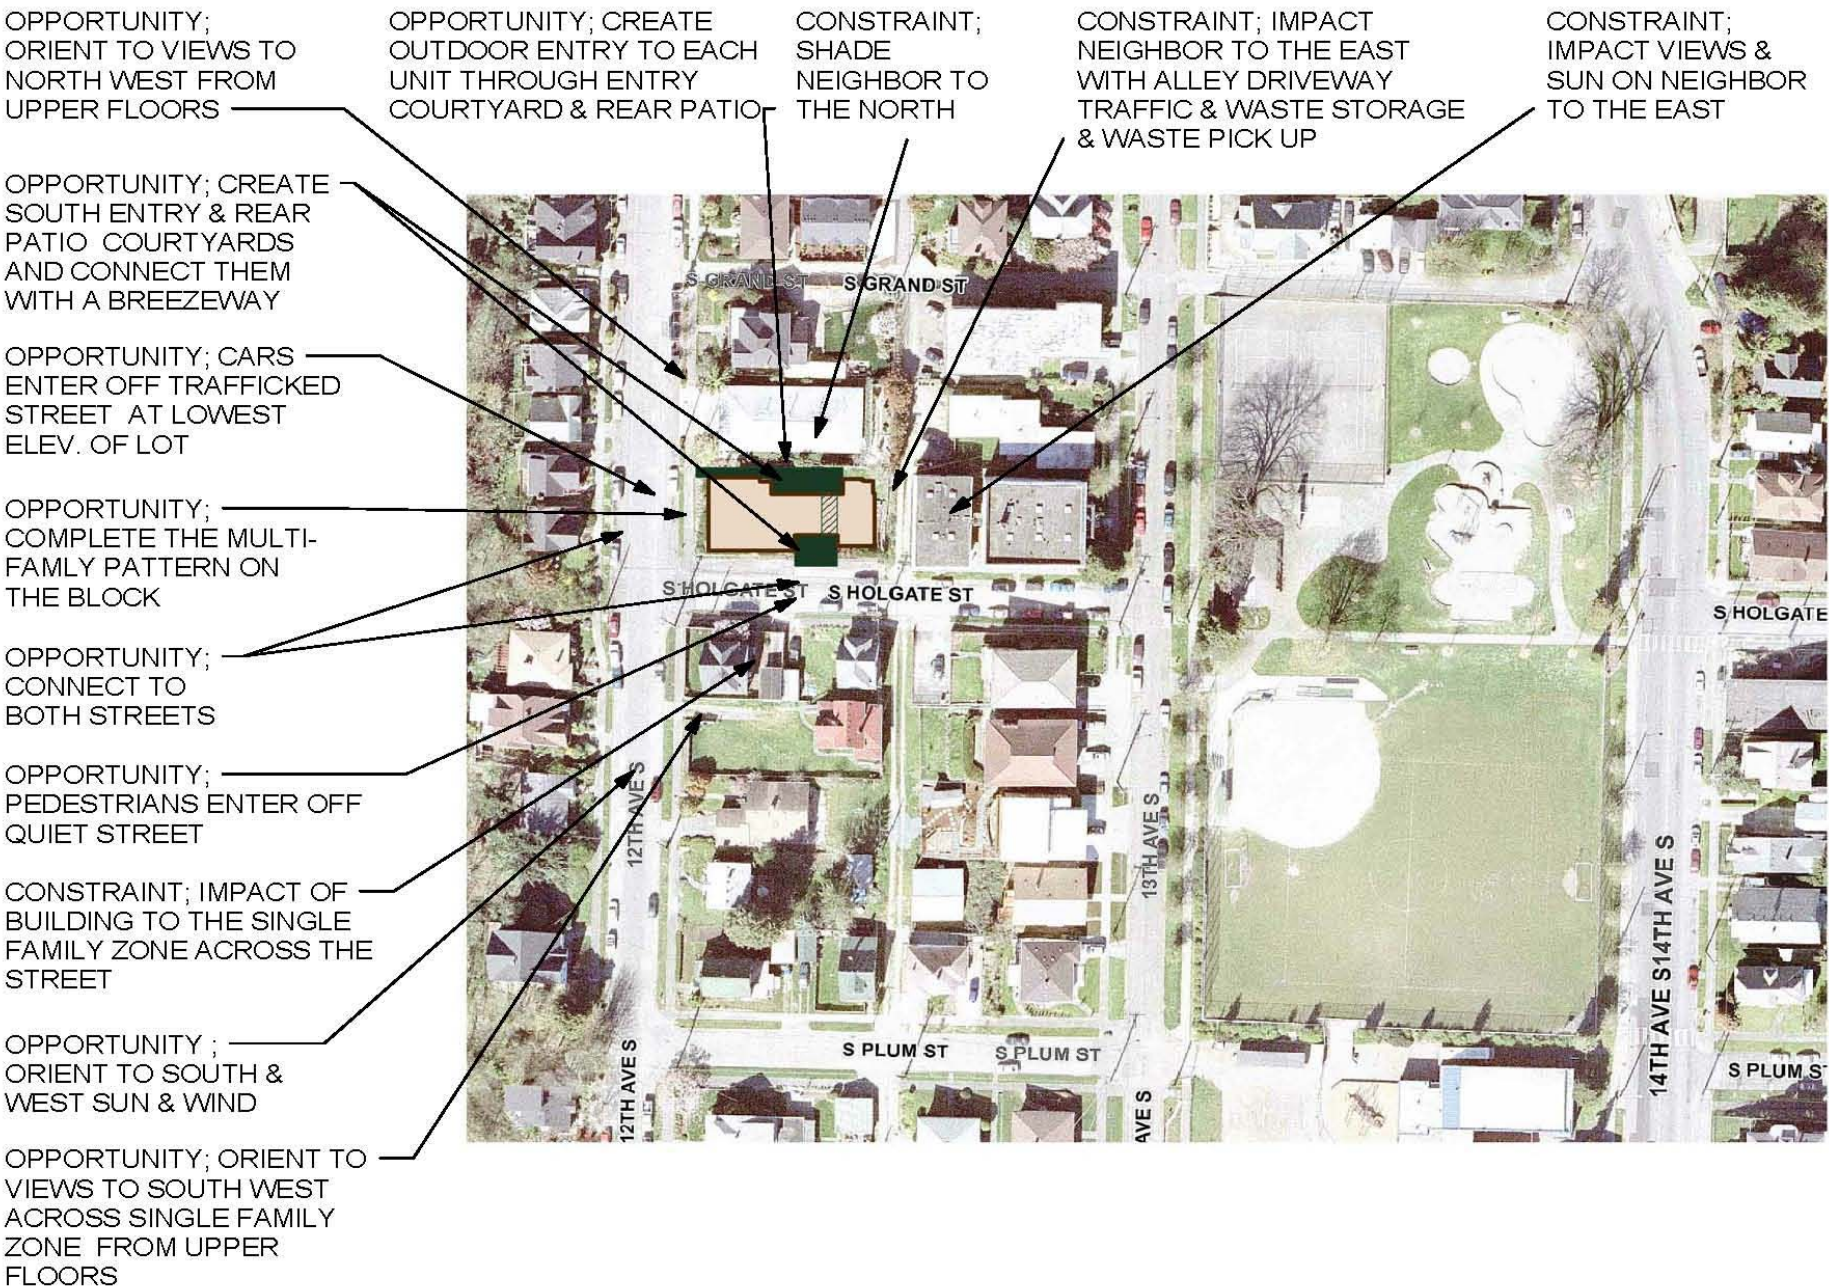 OPPORTUNITY;
ORIENT TO VIEWS TO
NORTH WEST FROM
UPPER FLOORS
OPPORTUNITY; CREATE
OUTDOOR ENTRY TO EACH
UNIT THROUGH ENTRY
COURTYARD & REAR PATIO
CONSTRAINT;
SHADE
NEIGHBOR TO
THE NORTH
CONSTRAINT; IMPACT
NEIGHBOR TO THE EAST
WITH ALLEY DRIVEWAY
TRAFFIC & WASTE STORAGE
& WASTE PICK UP
CONSTRAINT;
IMPACT VIEWS &
SUN ON NEIGHBOR
TO THE EAST
OPPORTUNITY; CREATE
SOUTH ENTRY & REAR
PATIO COURTYARDS
AND CONNECT THEM
WITH A BREEZEWAY
OPPORTUNITY; CARS
ENTER OFF TRAFFICKED
STREET AT LOWEST
ELEV. OF LOT
OPPORTUNITY;
COMPLETE THE MULTI-
FAMLY PATTERN ON
THE BLOCK
OPPORTUNITY;
CONNECT TO
BOTH STREETS
OPPORTUNITY;
PEDESTRIANS ENTER OFF
QUIET STREET
CONSTRAINT; IMPACT OF
BUILDING TO THE SINGLE
FAMILY ZONE ACROSS THE
STREET
OPPORTUNITY ;
ORIENT TO SOUTH &
WEST SUN & WIND
OPPORTUNITY; ORIENT TO
VIEWS TO SOUTH WEST
ACROSS SINGLE FAMILY
ZONE FROM UPPER
FLOORS
S GRAND ST
S GRAND ST
S HOLGATE ST
S HOLGATE ST
S HOLGATE
12TH AVE S
13TH AVE S
14TH AVE S14TH AVE S
S PLUM ST
S PLUM ST
S PLUM ST
12TH AVE S
AVE S